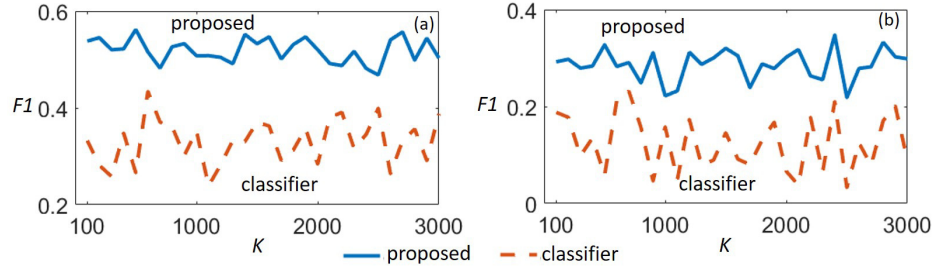 proposed
(a)
0.6
F1
0.4
classifier
0.2
100
1000
2000
3000
K
proposed
(b)
0.4
F1
0.2
classifier
0
100
1000
2000
3000
K
proposed
classifier